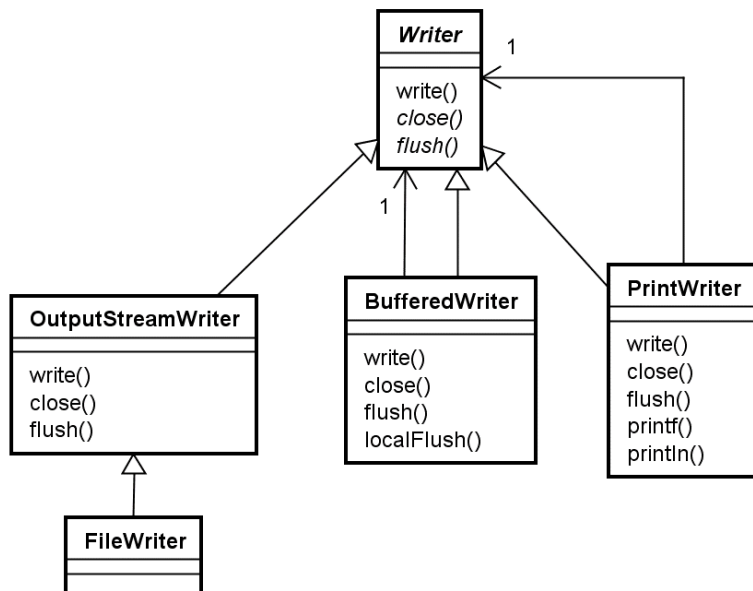 Writer
1
write()
close()
flush()
1
OutputStreamWriter
write()
close()
flush()
BufferedWriter
write()
close()
flush()
localFlush()
PrintWriter
write()
close()
flush()
printf()
println()
FileWriter